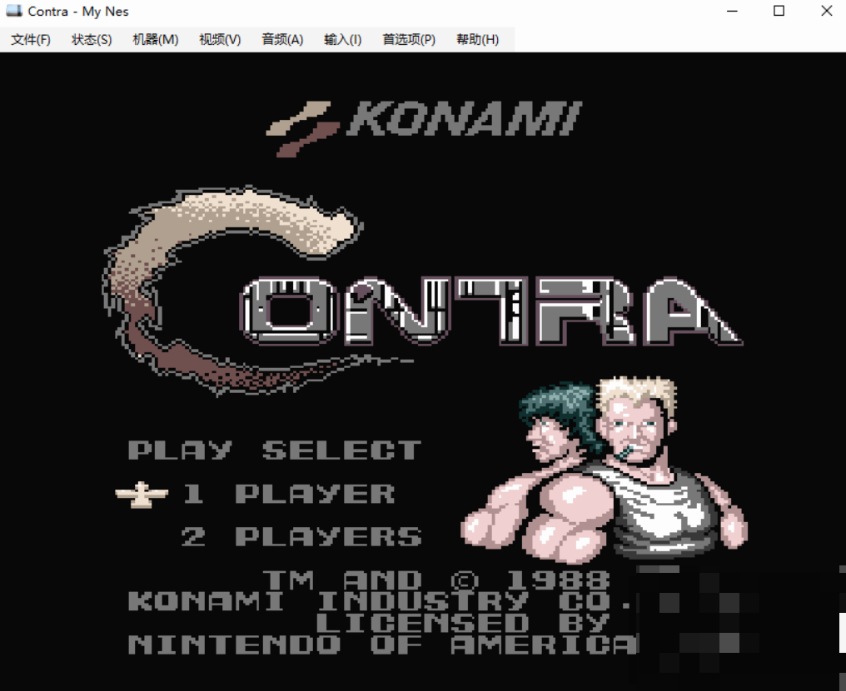 Contra - My Nes
文件(F) 状态(S) 机器(M) 视频(V) 音频(A) 输入(I) 首选项(P) 帮助(H)
KONAMI
CONTRA
PLAY SELECT
1 PLAYER
2 PLAYERS
TM AND © 1988
KONAMI INDUSTRY CO.
LICENSED BY
NINTENDO OF AMERICA